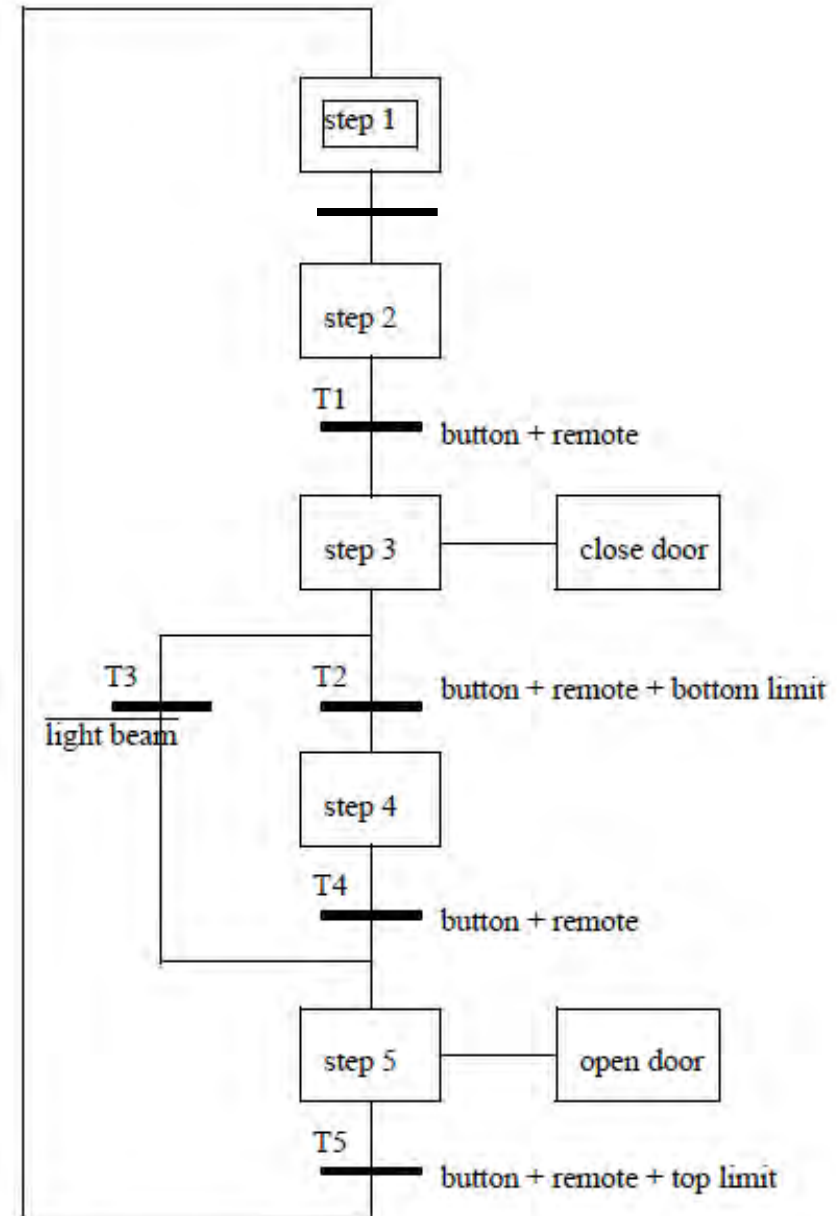 step 1
step 2
T1
button + remote
step 3
close door
T3
T2
button + remote + bottom limit
light beam
step 4
T4
button + remote
step 5
open door
T5
button + remote + top limit